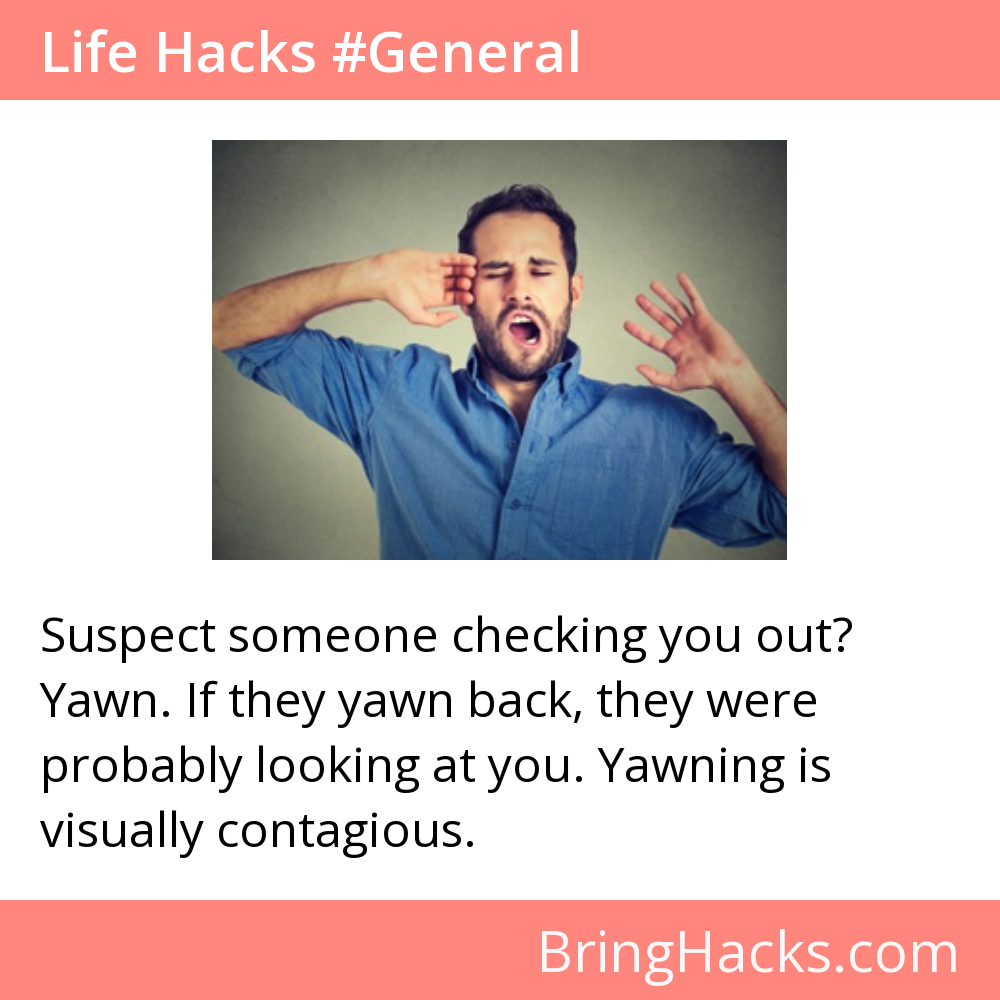 Life Hacks #General
Suspect someone checking you out?
Yawn. If they yawn back, they were
probably looking at you. Yawning is
visually contagious.
BringHacks.com